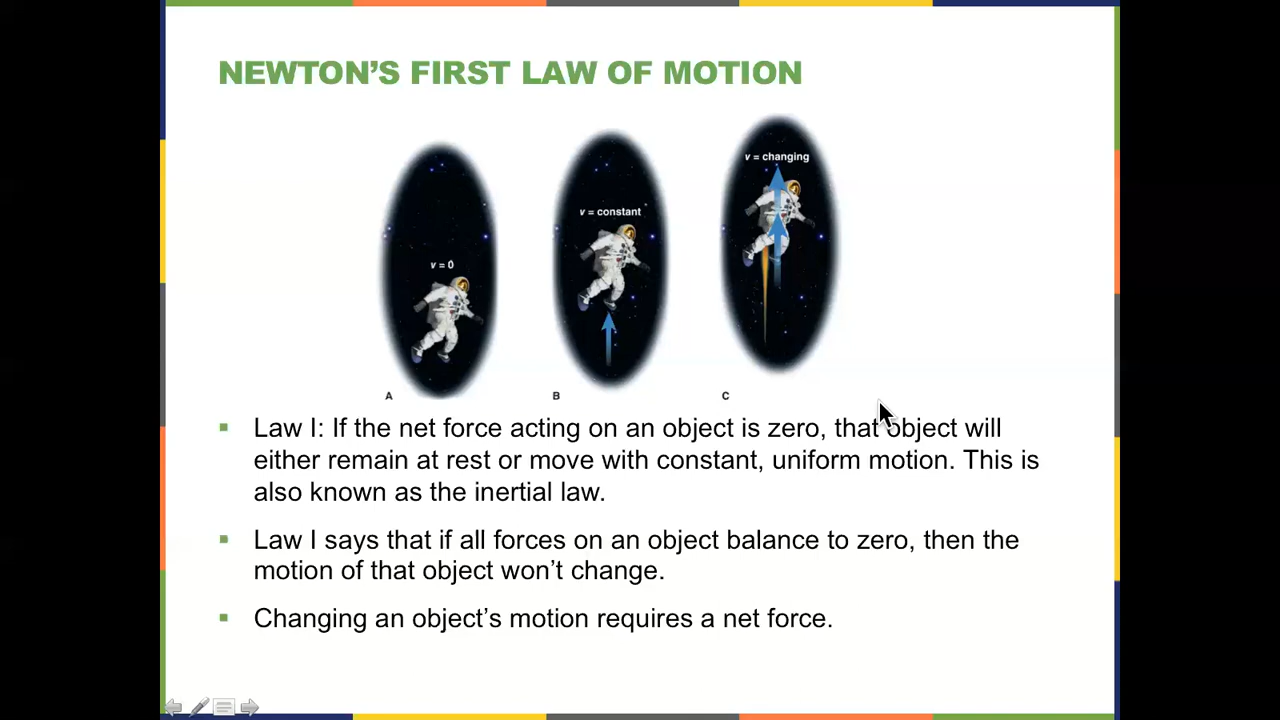 NEWTON’S FIRST LAW OF MOTION
v = changing
v = constant
v = 0
A
B
C
Law I: If the net force acting on an object is zero, that object will
either remain at rest or move with constant, uniform motion. This is
also known as the inertial law.
Law I says that if all forces on an object balance to zero, then the
motion of that object won’t change.
Changing an object’s motion requires a net force.